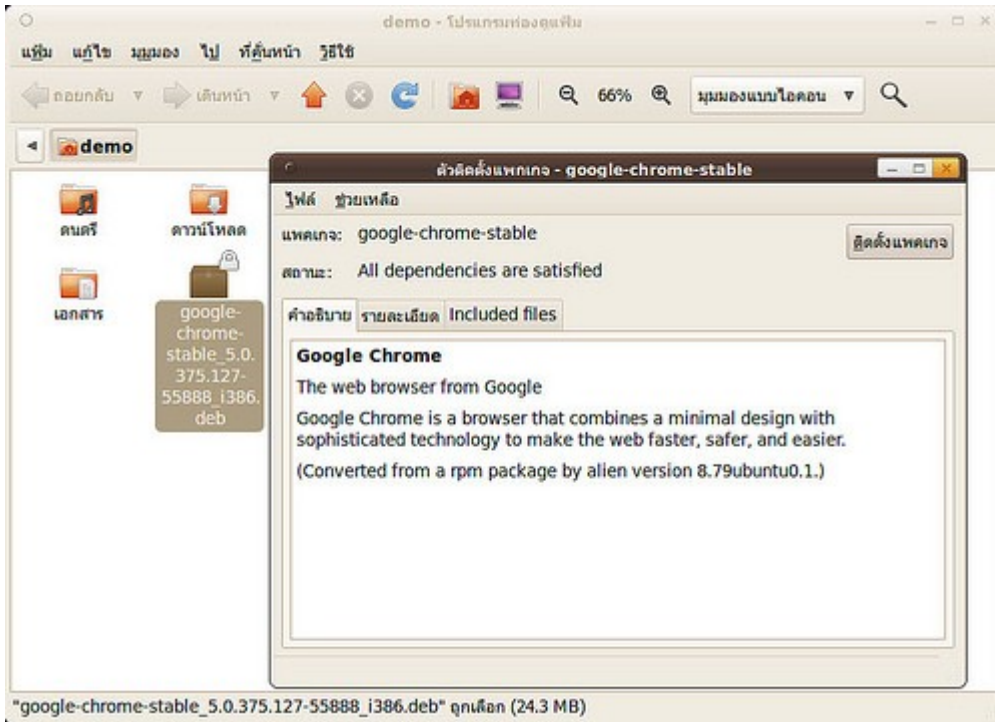 demo - โปรแกรมท่องดูแฟ้ม
แฟ้ม แก้ไข มุมมอง ไป ที่คั่นหน้า วิธีใช้
ถอยกลับ เดินหน้า 66% มุมมองแบบไอคอน
demo
ดนตรี ดาวน์โหลด
เอกสาร
google-
chrome-
stable_5.0.
375.127-
55888_i386.
deb
ตัวติดตั้งแพกเกจ - google-chrome-stable
ไฟล์ ช่วยเหลือ
แพคเกจ: google-chrome-stable
ติดตั้งแพคเกจ
สถานะ: All dependencies are satisfied
คำอธิบาย รายละเอียด Included files
Google Chrome
The web browser from Google
Google Chrome is a browser that combines a minimal design with
sophisticated technology to make the web faster, safer, and easier.
(Converted from a rpm package by alien version 8.79ubuntu0.1.)
"google-chrome-stable_5.0.375.127-55888_i386.deb" ถูกเลือก (24.3 MB)